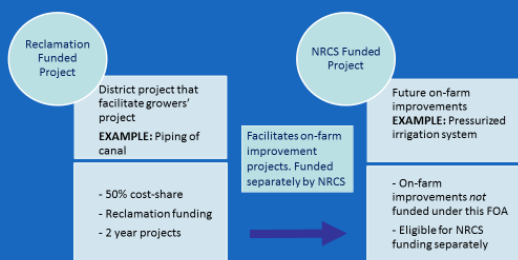 Reclamation
Funded
Project
District project that
facilitate growers'
project
EXAMPLE: Piping of
canal
- 50% cost-share
- Reclamation funding
- 2 year projects
Facilitates on-farm
improvement
projects. Funded
separately by NRCS
NRCS Funded
Project
Future on-farm
improvements
EXAMPLE: Pressurized
irrigation system
- On-farm
improvements not
funded under this FOA
- Eligible for NRCS
funding separately